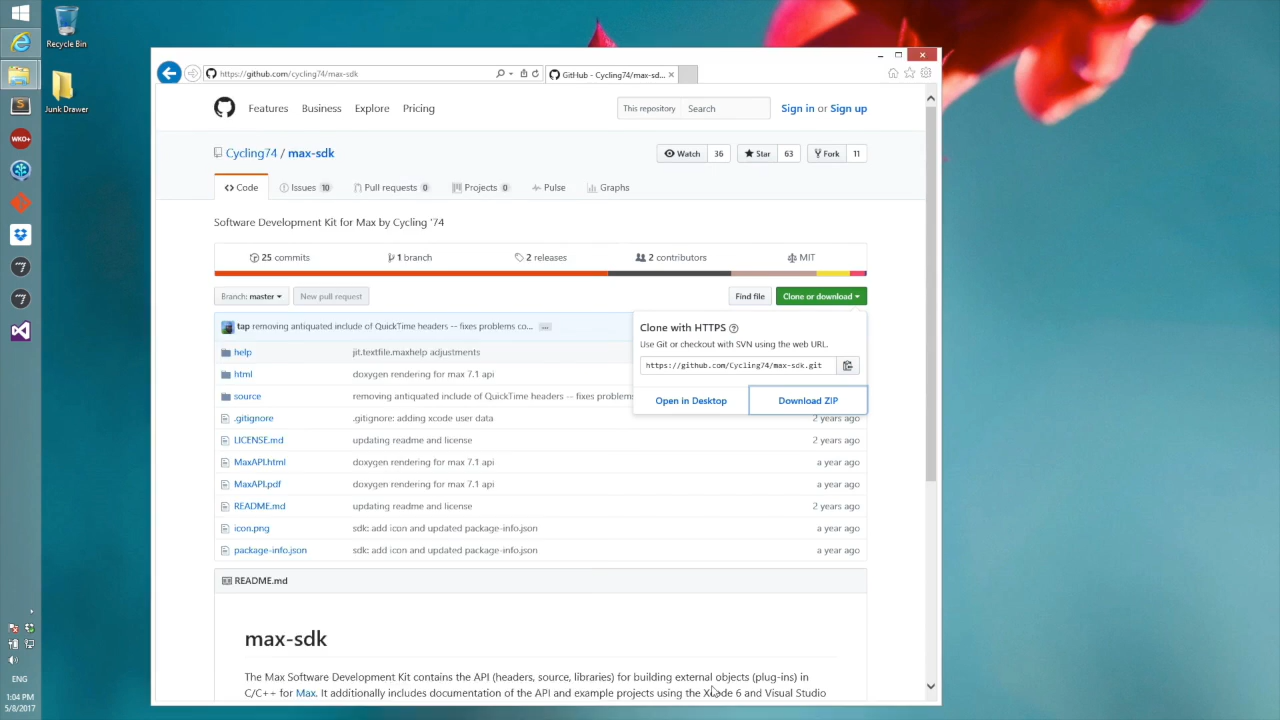 Recycle Bin
Junk Drawer
WKO+
ENG
1:04 PM
5/8/2017
https://github.com/cycling74/max-sdk
GitHub - Cycling74/max-sd...
Features Business Explore Pricing
This repository Search
Sign in or Sign up
Cycling74 / max-sdk
Watch 36 Star 63 Fork 11
Code Issues 10 Pull requests 0 Projects 0 Pulse Graphs
Software Development Kit for Max by Cycling '74
25 commits 1 branch 2 releases 2 contributors MIT
Branch: master New pull request Find file Clone or download
tap removing antiquated include of QuickTime headers -- fixes problems co... ...
Clone with HTTPS
Use Git or checkout with SVN using the web URL.
https://github.com/Cycling74/max-sdk.git
Open in Desktop Download ZIP
help jit.textfile.maxhelp adjustments
html doxygen rendering for max 7.1 api
source removing antiquated include of QuickTime headers -- fixes problems
.gitignore .gitignore: adding xcode user data 2 years ago
LICENSE.md updating readme and license 2 years ago
MaxAPI.html doxygen rendering for max 7.1 api a year ago
MaxAPI.pdf doxygen rendering for max 7.1 api a year ago
README.md updating readme and license 2 years ago
icon.png sdk: add icon and updated package-info.json a year ago
package-info.json sdk: add icon and updated package-info.json a year ago
README.md
max-sdk
The Max Software Development Kit contains the API (headers, source, libraries) for building external objects (plug-ins) in
C/C++ for Max. It additionally includes documentation of the API and example projects using the Xcode 6 and Visual Studio